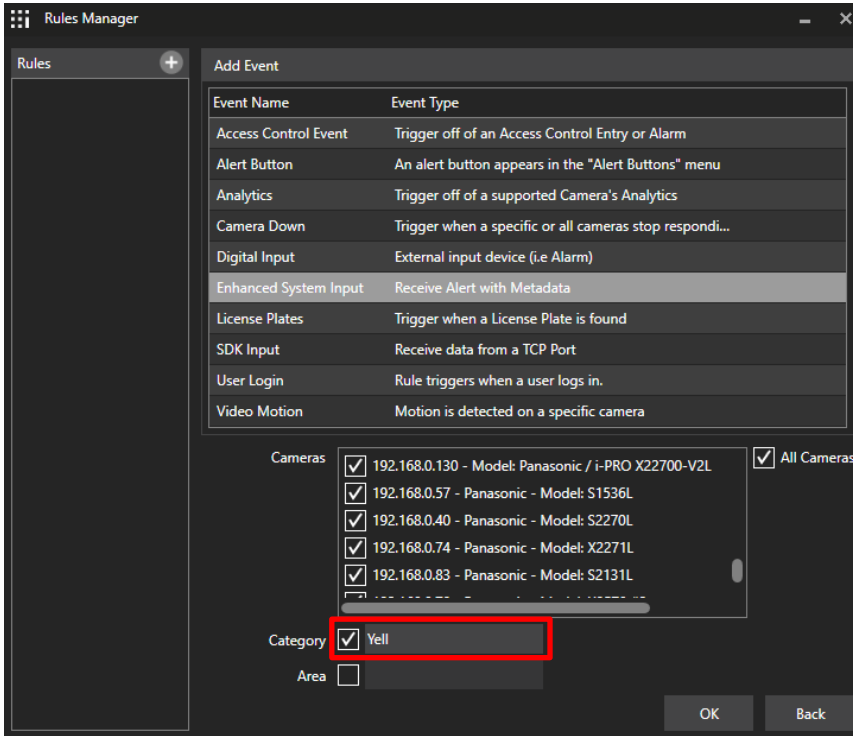 Rules Manager
Rules
Add Event
Event Name Event Type
Access Control Event Trigger off of an Access Control Entry or Alarm
Alert Button An alert button appears in the "Alert Buttons" menu
Analytics Trigger off of a supported Camera's Analytics
Camera Down Trigger when a specific or all cameras stop respondi...
Digital Input External input device (i.e Alarm)
Enhanced System Input Receive Alert with Metadata
License Plates Trigger when a License Plate is found
SDK Input Receive data from a TCP Port
User Login Rule triggers when a user logs in.
Video Motion Motion is detected on a specific camera
Cameras
192.168.0.130 - Model: Panasonic / i-PRO X22700-V2L
All Cameras
192.168.0.57 - Panasonic - Model: S1536L
192.168.0.40 - Panasonic - Model: S2270L
192.168.0.74 - Panasonic - Model: X2271L
192.168.0.83 - Panasonic - Model: S2131L
Category Yell
Area
OK Back